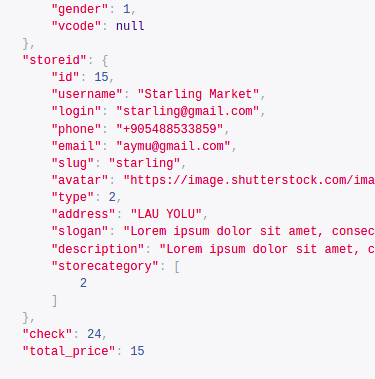 "gender": 1,
"vcode": null
},
"storeid": {
"id": 15,
"username": "Starling Market",
"login": "starling@gmail.com",
"phone": "+905488533859",
"email": "aymu@gmail.com",
"slug": "starling",
"avatar": "https://image.shutterstock.com/ima
"type": 2,
"address": "LAU YOLU",
"slogan": "Lorem ipsum dolor sit amet, consec
"description": "Lorem ipsum dolor sit amet, c
"storecategory": [
2
]
},
"check": 24,
"total_price": 15